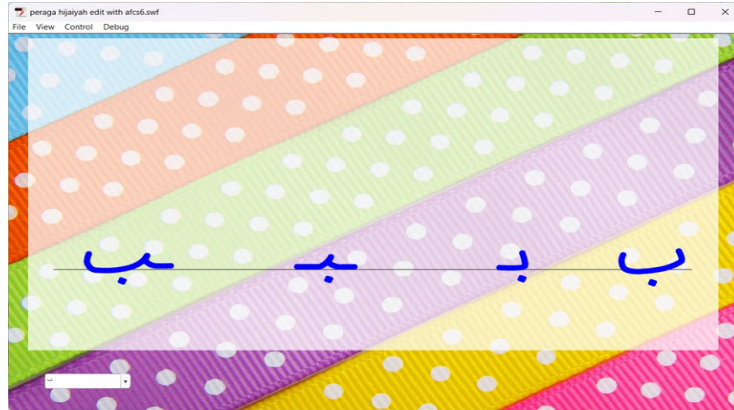 peraga hijaiyah edit with afcs6.swf
File View Control Debug
ب بـ ـبـ ـب